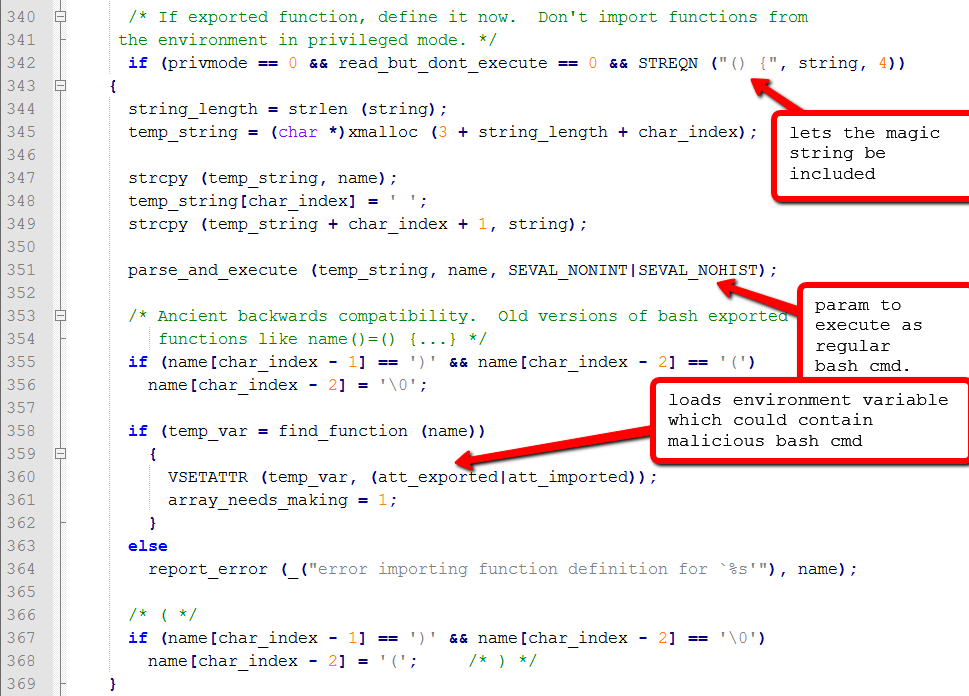 340 /* If exported function, define it now.  Don't import functions from
341 the environment in privileged mode. */
342 if (privmode == 0 && read_but_dont_execute == 0 && STREQN ("() {", string, 4))
343 {
344 string_length = strlen (string);
345 temp_string = (char *)xmalloc (3 + string_length + char_index);
346
347 strcpy (temp_string, name);
348 temp_string[char_index] = ' ';
349 strcpy (temp_string + char_index + 1, string);
350
351 parse_and_execute (temp_string, name, SEVAL_NONINT|SEVAL_NOHIST);
352
353 /* Ancient backwards compatibility.  Old versions of bash exported
354 functions like name()=() {...} */
355 if (name[char_index - 1] == ')' && name[char_index - 2] == '(')
356 name[char_index - 2] = '\0';
357
358 if (temp_var = find_function (name))
359 {
360 VSETATTR (temp_var, (att_exported|att_imported));
361 array_needs_making = 1;
362 }
363 else
364 report_error (_("error importing function definition for `%s'"), name);
365
366 /* ( */
367 if (name[char_index - 1] == ')' && name[char_index - 2] == '\0')
368 name[char_index - 2] = '(';     /* ) */
369 }
lets the magic
string be
included
param to
execute as
regular
bash cmd.
loads environment variable
which could contain
malicious bash cmd